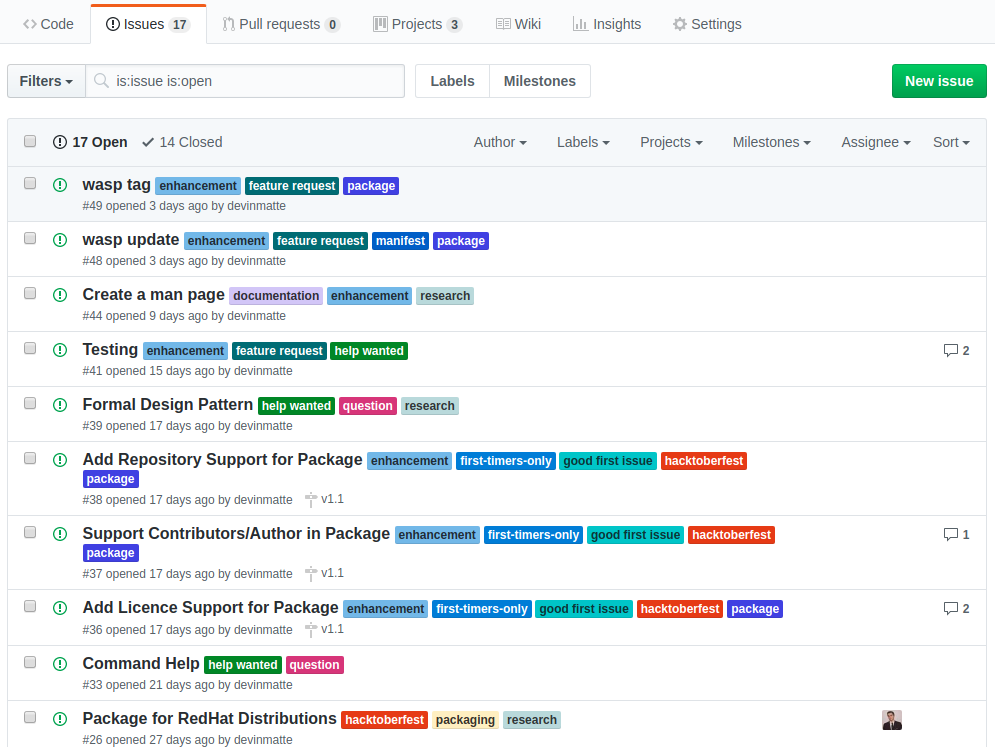 Code Issues 17 Pull requests 0 Projects 3 Wiki Insights Settings
Filters is:issue is:open Labels Milestones New issue
17 Open 14 Closed Author Labels Projects Milestones Assignee Sort
wasp tag enhancement feature request package
#49 opened 3 days ago by devinmatte
wasp update enhancement feature request manifest package
#48 opened 3 days ago by devinmatte
Create a man page documentation enhancement research
#44 opened 9 days ago by devinmatte
Testing enhancement feature request help wanted 2
#41 opened 15 days ago by devinmatte
Formal Design Pattern help wanted question research
#39 opened 17 days ago by devinmatte
Add Repository Support for Package enhancement first-timers-only good first issue hacktoberfest
package
#38 opened 17 days ago by devinmatte v1.1
Support Contributors/Author in Package enhancement first-timers-only good first issue hacktoberfest 1
package
#37 opened 17 days ago by devinmatte v1.1
Add Licence Support for Package enhancement first-timers-only good first issue hacktoberfest package 2
#36 opened 17 days ago by devinmatte v1.1
Command Help help wanted question
#33 opened 21 days ago by devinmatte
Package for RedHat Distributions hacktoberfest packaging research
#26 opened 27 days ago by devinmatte